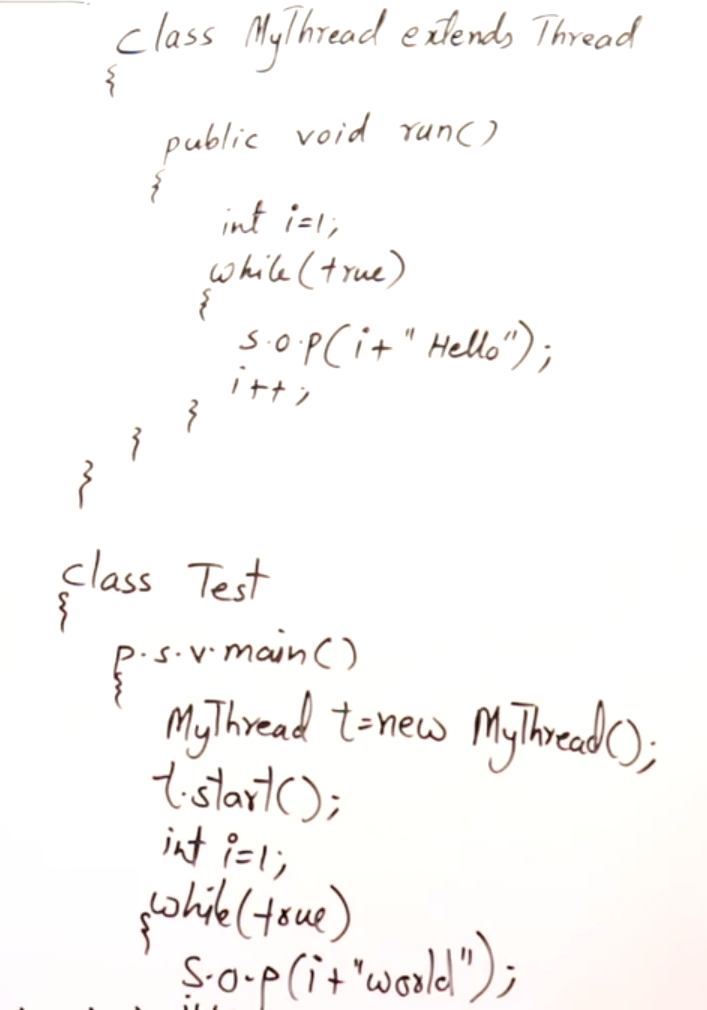 class MyThread extends Thread
{
public void run()
{
int i=1;
while(true)
{
S.o.p(i+" Hello");
i++;
}
}
}
class Test
{
p.s.v.main()
{
MyThread t=new MyThread();
t.start();
int i=1;
while(true)
{
S.o.p(i+"world");